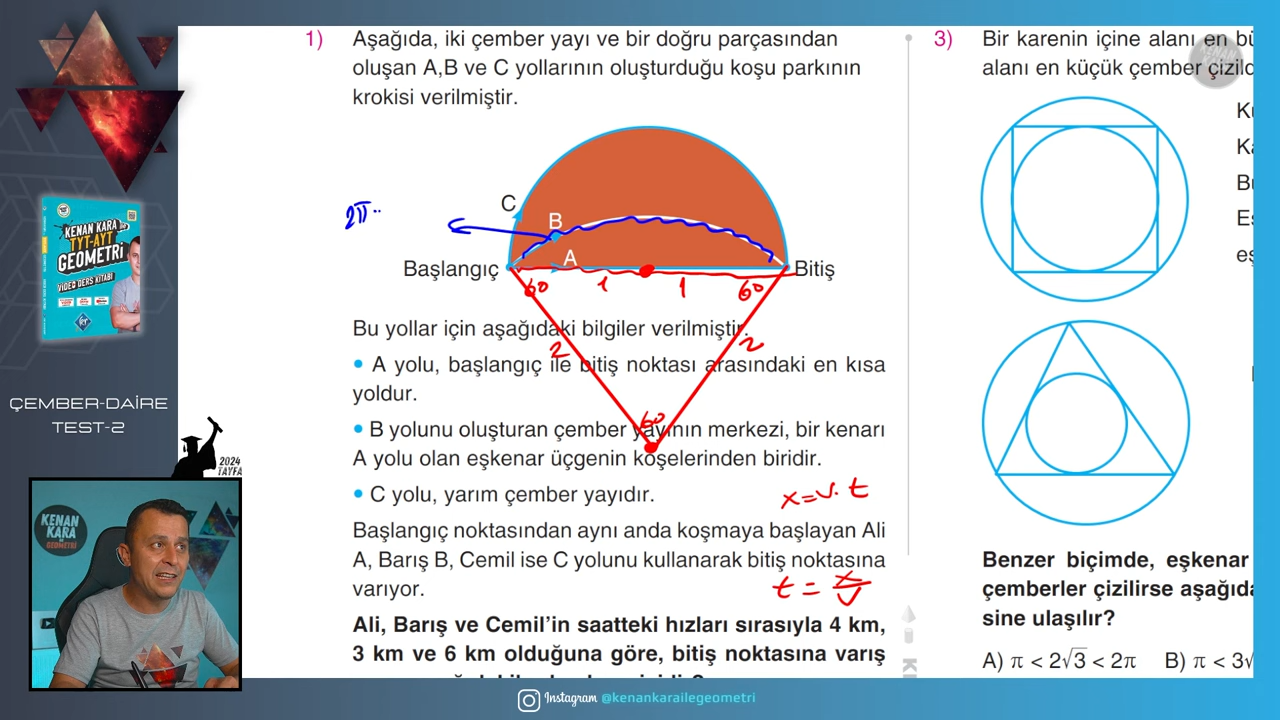 1)
Aşağıda, iki çember yayı ve bir doğru parçasından
oluşan A,B ve C yollarının oluşturduğu koşu parkının
krokisi verilmiştir.
C
B
A
2π..
Başlangıç
Bitiş
60
1
1
60
2
2
60
Bu yollar için aşağıdaki bilgiler verilmiştir.
• A yolu, başlangıç ile bitiş noktası arasındaki en kısa
yoldur.
• B yolunu oluşturan çember yayının merkezi, bir kenarı
A yolu olan eşkenar üçgenin köşelerinden biridir.
• C yolu, yarım çember yayıdır.
x=v.t
Başlangıç noktasından aynı anda koşmaya başlayan Ali
A, Barış B, Cemil ise C yolunu kullanarak bitiş noktasına
varıyor.
t = x/v
Ali, Barış ve Cemil'in saatteki hızları sırasıyla 4 km,
3 km ve 6 km olduğuna göre, bitiş noktasına varış
3)
Bir karenin içine alanı en bü
alanı en küçük çember çizild
Ka
Benzer biçimde, eşkenar
çemberler çizilirse aşağıda
sine ulaşılır?
A) π < 2√3 < 2π B) π < 3√
KENAN KARA
TYT-AYT
GEOMETRİ
VİDEO DERS KİTABI
ÇEMBER-DAİRE
TEST-2
2024
TAYFA
KENAN
KARA
GEOMETRİ
Instagram @kenankarailegeometri